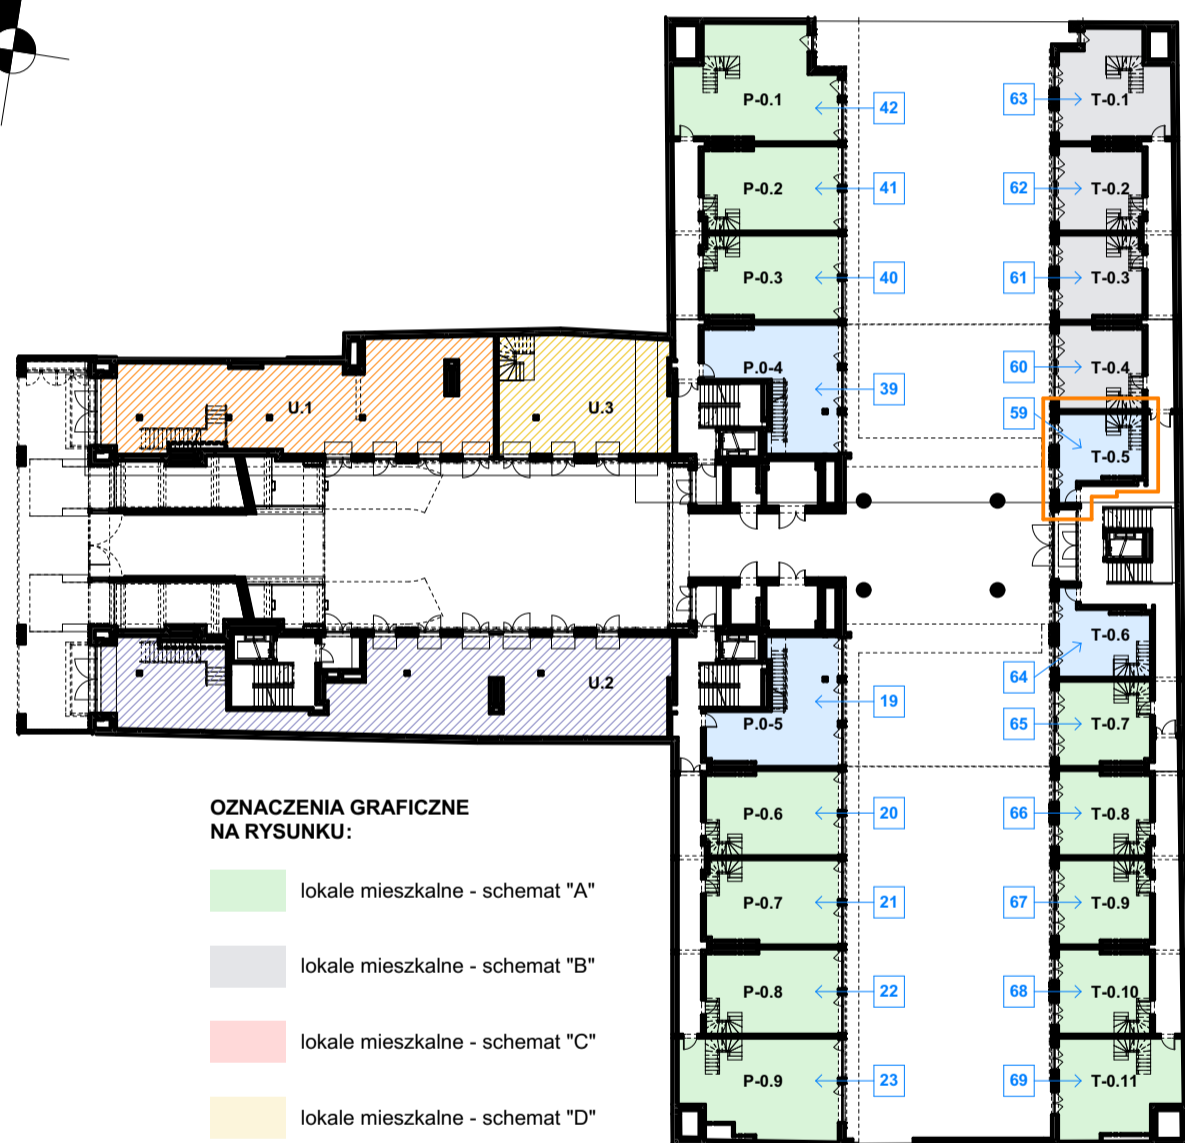 P-0.1
42
63
T-0.1
P-0.2
41
62
T-0.2
P-0.3
40
61
T-0.3
P.0-4
39
60
T-0.4
U.1
U.3
59
T-0.5
T-0.6
64
U.2
P.0-5
19
65
T-0.7
OZNACZENIA GRAFICZNE
NA RYSUNKU:
P-0.6
20
66
T-0.8
lokale mieszkalne - schemat "A"
P-0.7
21
67
T-0.9
lokale mieszkalne - schemat "B"
P-0.8
22
68
T-0.10
lokale mieszkalne - schemat "C"
P-0.9
23
69
T-0.11
lokale mieszkalne - schemat "D"